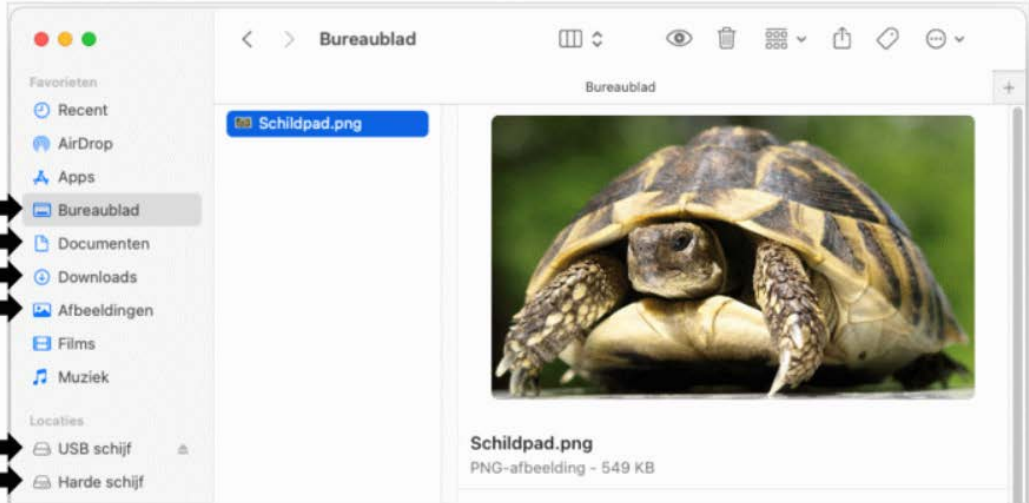 Bureaublad
Bureaublad
Favorieten
Recent
AirDrop
Apps
Bureaublad
Documenten
Downloads
Afbeeldingen
Films
Muziek
Locaties
USB schijf
Harde schijf
Schildpad.png
Schildpad.png
PNG-afbeelding - 549 KB